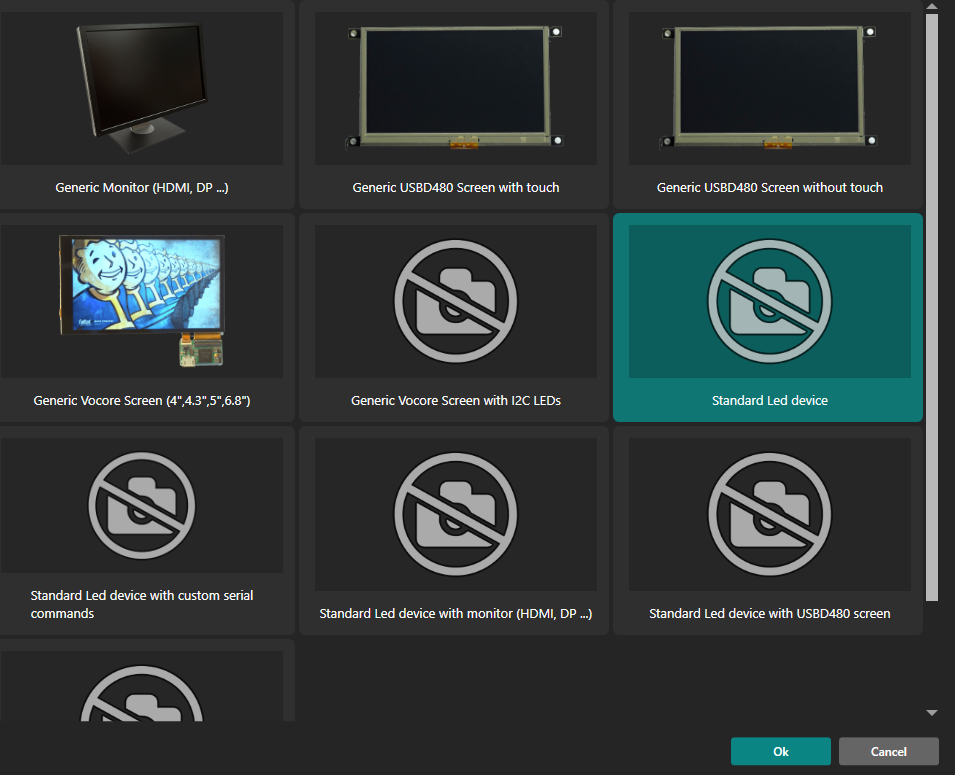 Generic Monitor (HDMI, DP ...)
Generic USBD480 Screen with touch
Generic USBD480 Screen without touch
Generic Vocore Screen (4",4.3",5",6.8")
Generic Vocore Screen with I2C LEDs
Standard Led device
Standard Led device with custom serial
commands
Standard Led device with monitor (HDMI, DP ...)
Standard Led device with USBD480 screen
Ok
Cancel